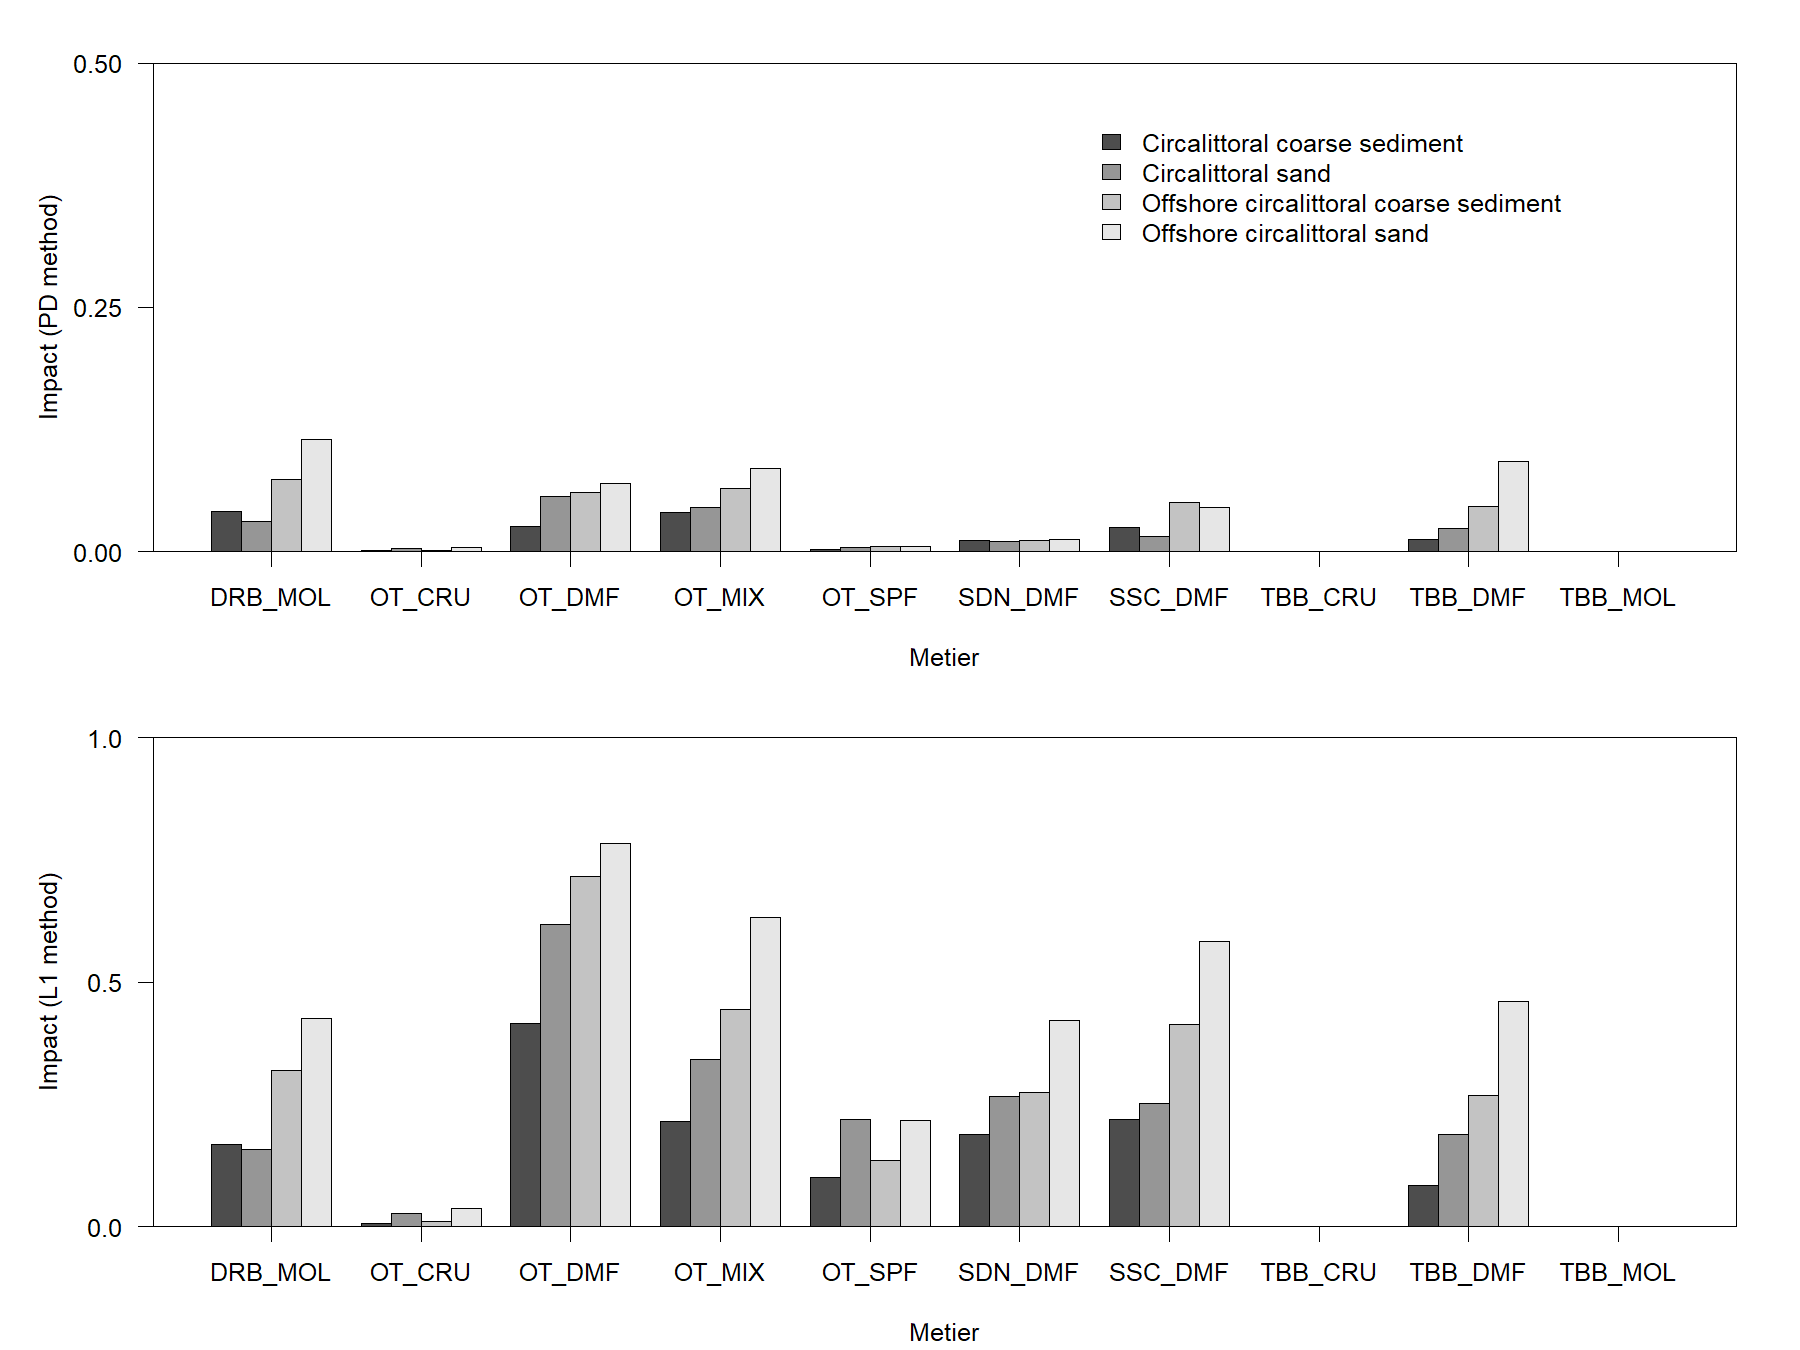 0.50
0.25
0.00
Impact (PD method)
Circalittoral coarse sediment
Circalittoral sand
Offshore circalittoral coarse sediment
Offshore circalittoral sand
DRB_MOL OT_CRU OT_DMF OT_MIX OT_SPF SDN_DMF SSC_DMF TBB_CRU TBB_DMF TBB_MOL
Metier
1.0
0.5
0.0
Impact (L1 method)
DRB_MOL OT_CRU OT_DMF OT_MIX OT_SPF SDN_DMF SSC_DMF TBB_CRU TBB_DMF TBB_MOL
Metier